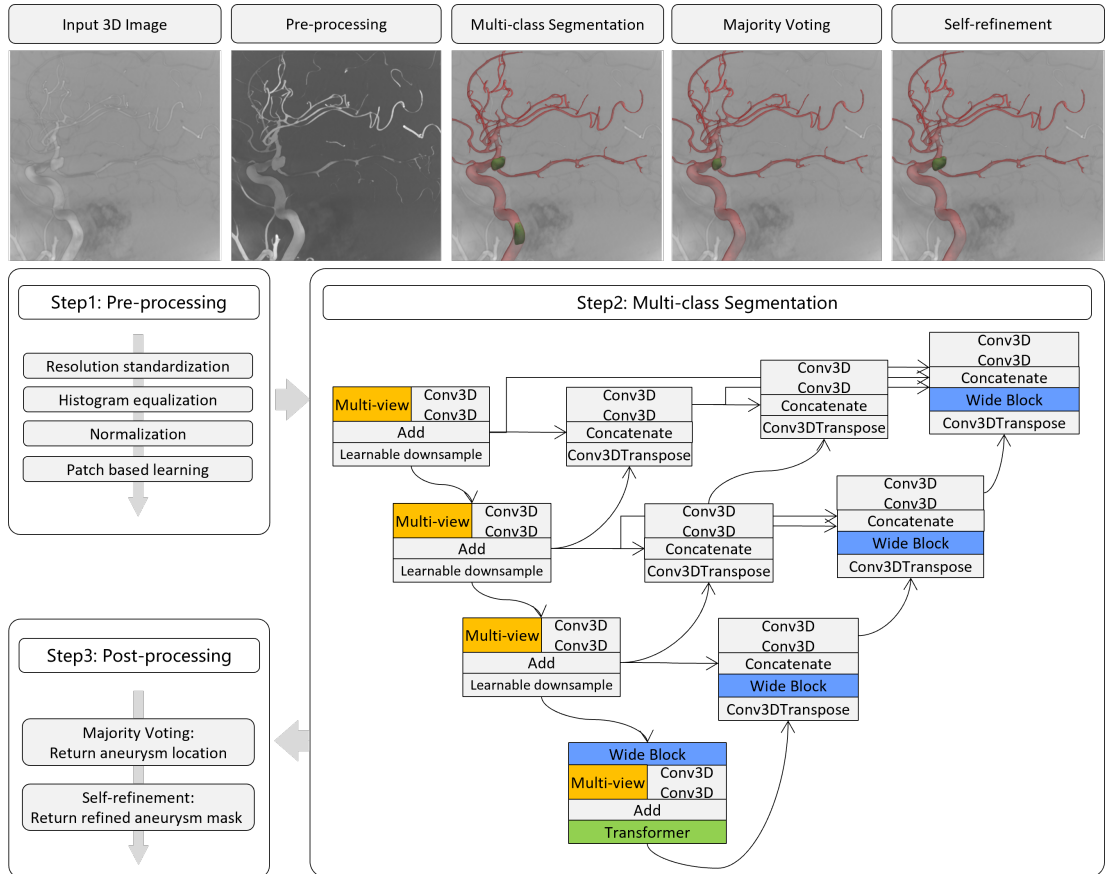 Input 3D Image
Pre-processing
Multi-class Segmentation
Majority Voting
Self-refinement
Step1: Pre-processing
Resolution standardization
Histogram equalization
Normalization
Patch based learning
Step2: Multi-class Segmentation
Multi-view
Conv3D
Conv3D
Add
Learnable downsample
Conv3D
Conv3D
Concatenate
Conv3DTranspose
Conv3D
Conv3D
Concatenate
Conv3DTranspose
Conv3D
Conv3D
Concatenate
Wide Block
Conv3DTranspose
Multi-view
Conv3D
Conv3D
Add
Learnable downsample
Conv3D
Conv3D
Concatenate
Conv3DTranspose
Conv3D
Conv3D
Concatenate
Wide Block
Conv3DTranspose
Multi-view
Conv3D
Conv3D
Add
Learnable downsample
Conv3D
Conv3D
Concatenate
Wide Block
Conv3DTranspose
Wide Block
Multi-view
Conv3D
Conv3D
Add
Transformer
Step3: Post-processing
Majority Voting:
Return aneurysm location
Self-refinement:
Return refined aneurysm mask